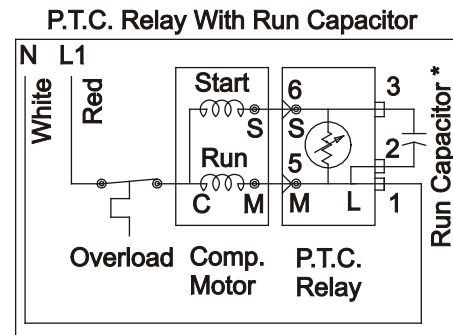 P.T.C. Relay With Run Capacitor
N L1
White
Red
Start
S
Run
C M
6
S
5
M
L
3
2
1
Run Capacitor *
Overload
Comp.
Motor
P.T.C.
Relay